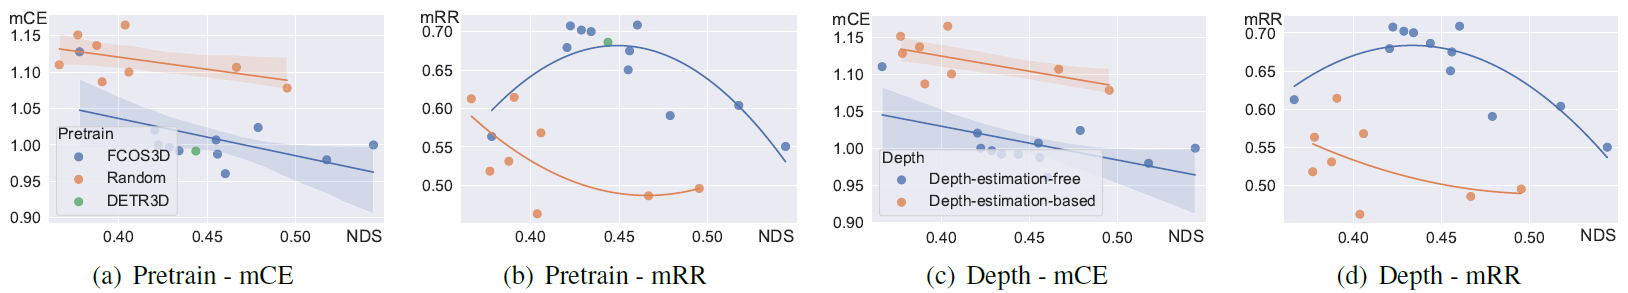 mCE
1.15
1.10
1.05
1.00
0.95
0.90
Pretrain
FCOS3D
Random
DETR3D
0.40 0.45 0.50 NDS
(a) Pretrain - mCE
mRR
0.70
0.65
0.60
0.55
0.50
0.40 0.45 0.50 NDS
(b) Pretrain - mRR
mCE
1.15
1.10
1.05
1.00
0.95
0.90
Depth
Depth-estimation-free
Depth-estimation-based
0.40 0.45 0.50 NDS
(c) Depth - mCE
mRR
0.70
0.65
0.60
0.55
0.50
0.40 0.45 0.50 NDS
(d) Depth - mRR